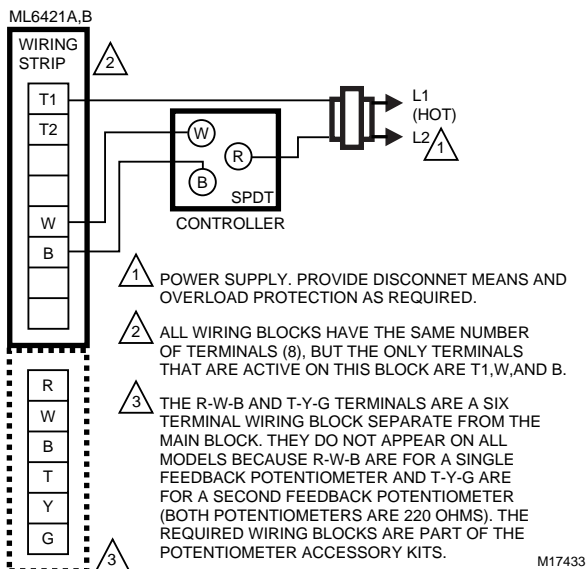 ML6421A,B
WIRING
STRIP
2
T1
T2
W
B
W
R
B
SPDT
CONTROLLER
L1
(HOT)
L2
1
1 POWER SUPPLY. PROVIDE DISCONNET MEANS AND
OVERLOAD PROTECTION AS REQUIRED.
2 ALL WIRING BLOCKS HAVE THE SAME NUMBER
OF TERMINALS (8), BUT THE ONLY TERMINALS
THAT ARE ACTIVE ON THIS BLOCK ARE T1,W,AND B.
3 THE R-W-B AND T-Y-G TERMINALS ARE A SIX
TERMINAL WIRING BLOCK SEPARATE FROM THE
MAIN BLOCK. THEY DO NOT APPEAR ON ALL
MODELS BECAUSE R-W-B ARE FOR A SINGLE
FEEDBACK POTENTIOMETER AND T-Y-G ARE
FOR A SECOND FEEDBACK POTENTIOMETER
(BOTH POTENTIOMETERS ARE 220 OHMS). THE
REQUIRED WIRING BLOCKS ARE PART OF THE
POTENTIOMETER ACCESSORY KITS.
R
W
B
T
Y
G
3
M17433